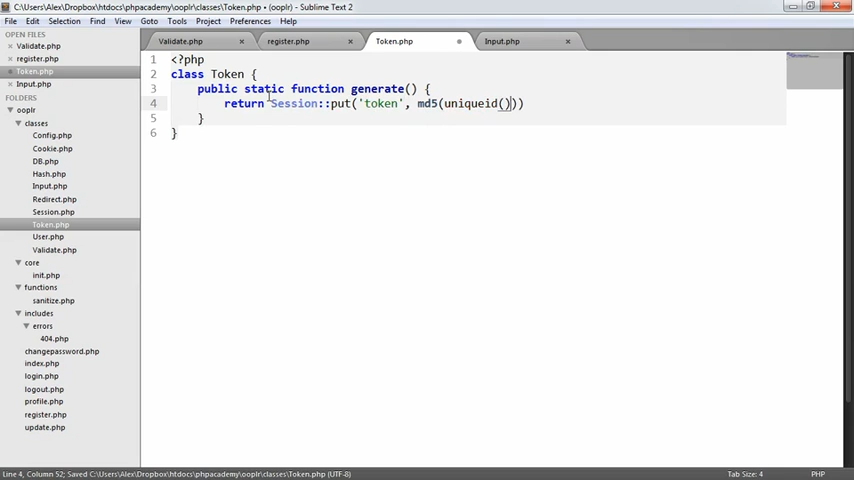 C:\Users\Alex\Dropbox\htdocs\phpacademy\ooplr\classes\Token.php • (ooplr) - Sublime Text 2
File Edit Selection Find View Goto Tools Project Preferences Help
OPEN FILES
Validate.php
register.php
Token.php
Input.php
FOLDERS
ooplr
classes
Config.php
Cookie.php
DB.php
Hash.php
Input.php
Redirect.php
Session.php
Token.php
User.php
Validate.php
core
init.php
functions
sanitize.php
includes
errors
404.php
changepassword.php
index.php
login.php
logout.php
profile.php
register.php
update.php
Validate.php register.php Token.php Input.php
1 <?php
2 class Token {
3 public static function generate() {
4 return Session::put('token', md5(uniqueid()))
5 }
6 }
Line 4, Column 52; Saved C:\Users\Alex\Dropbox\htdocs\phpacademy\ooplr\classes\Token.php (UTF-8) Tab Size: 4 PHP